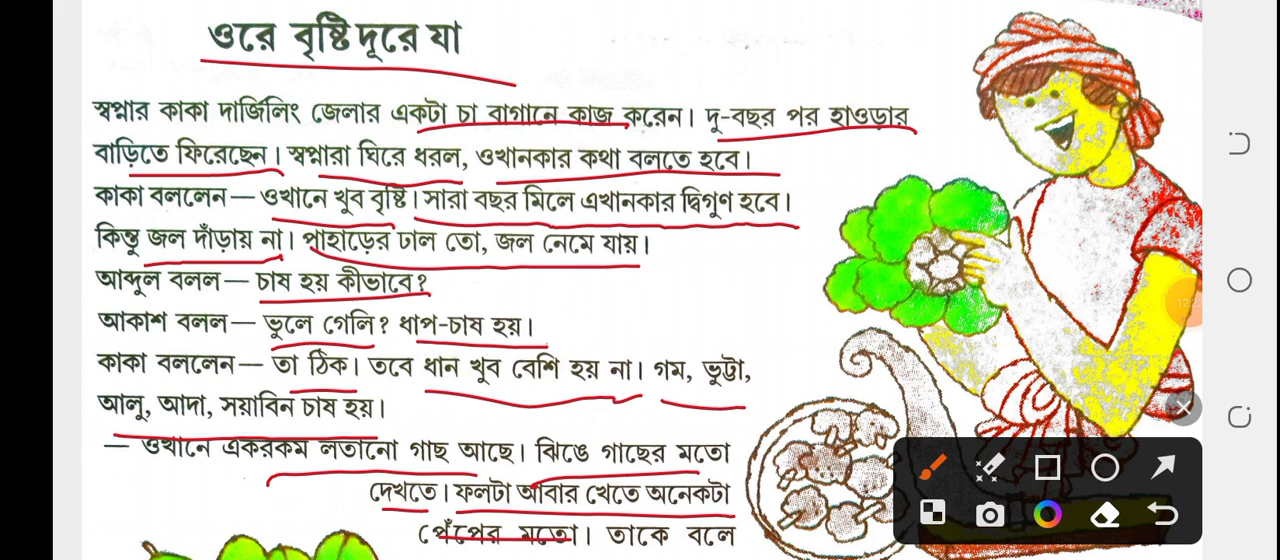 ওরে বৃষ্টি দূরে যা
স্বপ্নার কাকা দার্জিলিং জেলার একটা চা বাগানে কাজ করেন। দু-বছর পর হাওড়ার
বাড়িতে ফিরেছেন। স্বপ্নারা ঘিরে ধরল, ওখানকার কথা বলতে হবে।
কাকা বললেন— ওখানে খুব বৃষ্টি। সারা বছর মিলে এখানকার দ্বিগুণ হবে।
কিন্তু জল দাঁড়ায় না। পাহাড়ের ঢাল তো, জল নেমে যায়।
আব্দুল বলল— চাষ হয় কীভাবে?
আকাশ বলল— ভুলে গেলি? ধাপ-চাষ হয়।
কাকা বললেন— তা ঠিক। তবে ধান খুব বেশি হয় না। গম, ভুট্টা,
আলু, আদা, সয়াবিন চাষ হয়।
— ওখানে একরকম লতানো গাছ আছে। ঝিঙে গাছের মতো
দেখতে। ফলটা আবার খেতে অনেকটা
পেঁপের মতো। তাকে বলে